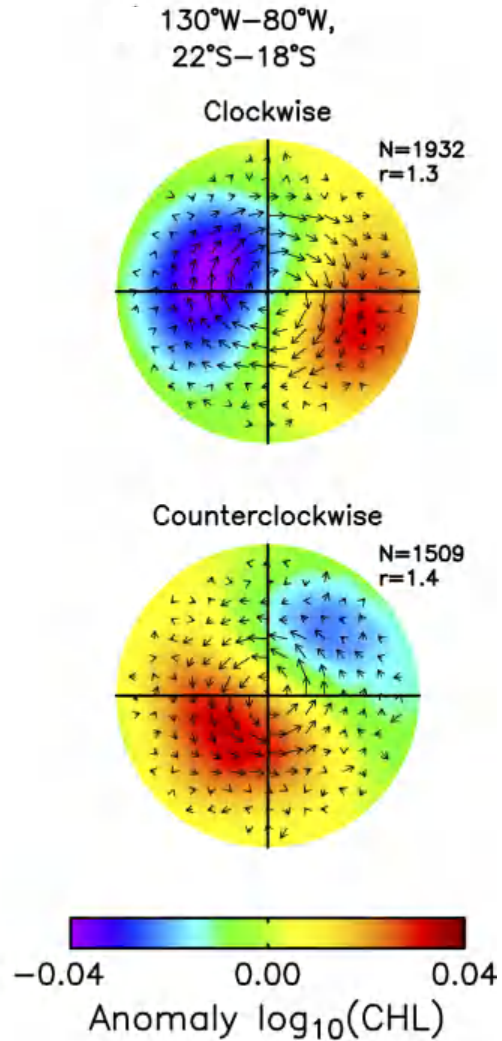 130°W–80°W,
22°S–18°S
Clockwise
N=1932
r=1.3
Counterclockwise
N=1509
r=1.4
−0.04 0.00 0.04
Anomaly log₁₀(CHL)